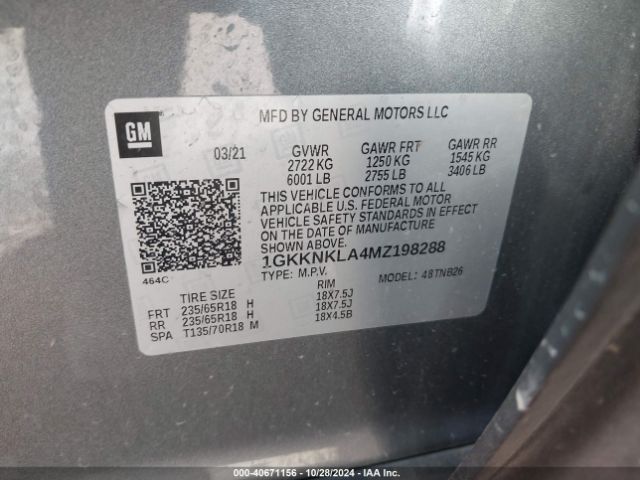 GM
MFD BY GENERAL MOTORS LLC
03/21 GVWR GAWR FRT GAWR RR
2722 KG 1250 KG 1545 KG
6001 LB 2755 LB 3406 LB
THIS VEHICLE CONFORMS TO ALL
APPLICABLE U.S. FEDERAL MOTOR
VEHICLE SAFETY STANDARDS IN EFFECT
ON THE DATE OF MANUFACTURE
SHOWN ABOVE.
1GKKNKLA4MZ198288
464C
TYPE: M.P.V. MODEL: 48TNB26
TIRE SIZE RIM
FRT 235/65R18 H 18X7.5J
RR 235/65R18 H 18X7.5J
SPA T135/70R18 M 18X4.5B
000-40671156 | 10/28/2024 | IAA Inc.